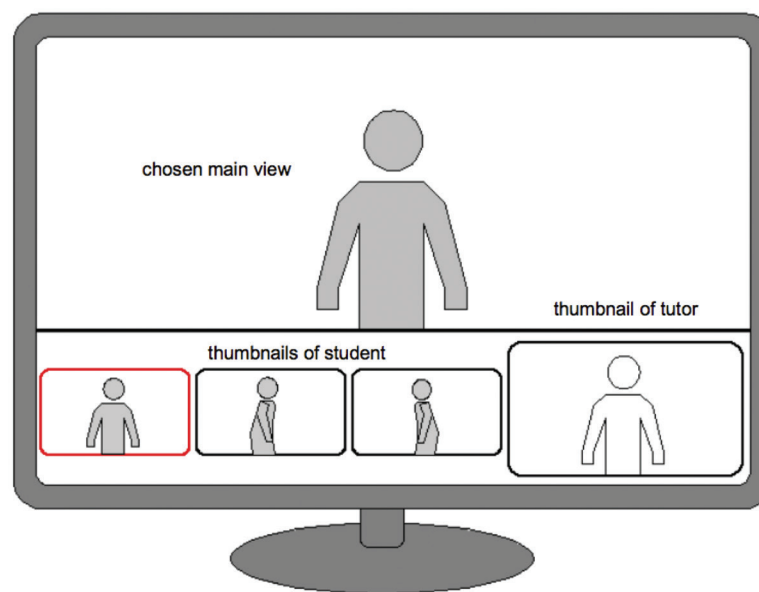 chosen main view
thumbnail of tutor
thumbnails of student